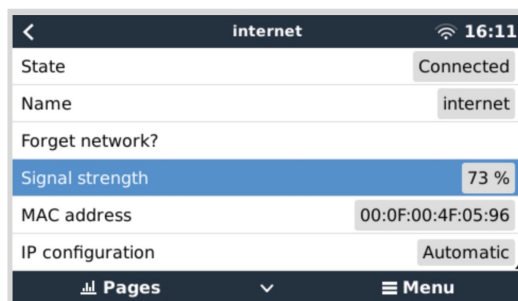 internet 16:11
State Connected
Name internet
Forget network?
Signal strength 73 %
MAC address 00:0F:00:4F:05:96
IP configuration Automatic
Pages Menu